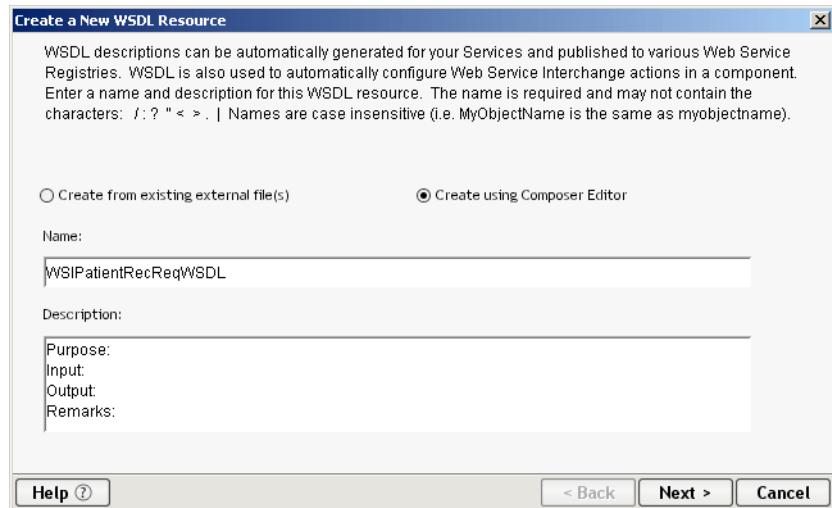 Create a New WSDL Resource
WSDL descriptions can be automatically generated for your Services and published to various Web Service
Registries. WSDL is also used to automatically configure Web Service Interchange actions in a component.
Enter a name and description for this WSDL resource. The name is required and may not contain the
characters: / : ? " < > . | Names are case insensitive (i.e. MyObjectName is the same as myobjectname).
Create from existing external file(s) Create using Composer Editor
Name:
WSIPatientRecReqWSDL
Description:
Purpose:
Input:
Output:
Remarks:
Help ? < Back Next > Cancel